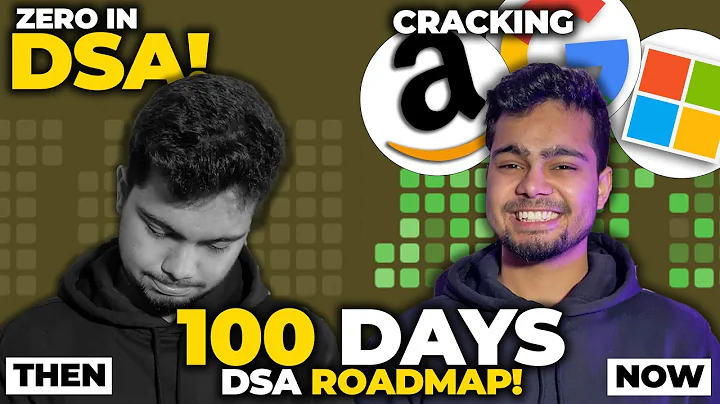 ZERO IN
DSA!
CRACKING
a
G
100 DAYS
DSA ROADMAP!
THEN
NOW